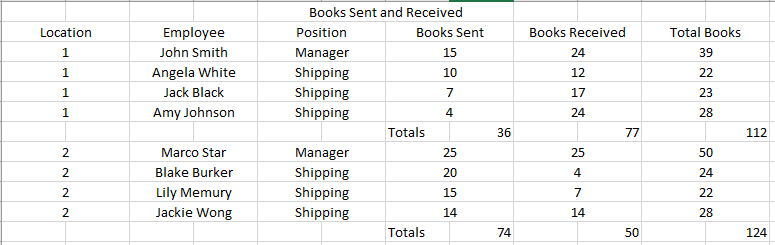 Books Sent and Received
Location Employee Position Books Sent Books Received Total Books
1 John Smith Manager 15 24 39
1 Angela White Shipping 10 12 22
1 Jack Black Shipping 7 17 23
1 Amy Johnson Shipping 4 24 28
Totals 36 77 112
2 Marco Star Manager 25 25 50
2 Blake Burker Shipping 20 4 24
2 Lily Memury Shipping 15 7 22
2 Jackie Wong Shipping 14 14 28
Totals 74 50 124